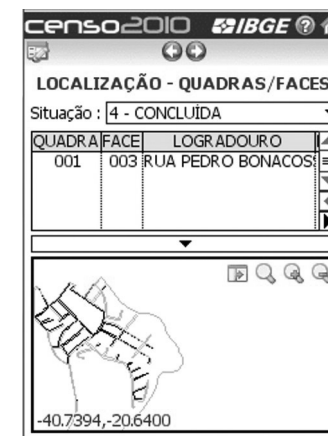 censo2010 IBGE ?
LOCALIZAÇÃO - QUADRAS/FACES
Situação : 4 - CONCLUÍDA
QUADRA FACE LOGRADOURO
001 003 RUA PEDRO BONACOS
-40.7394,-20.6400